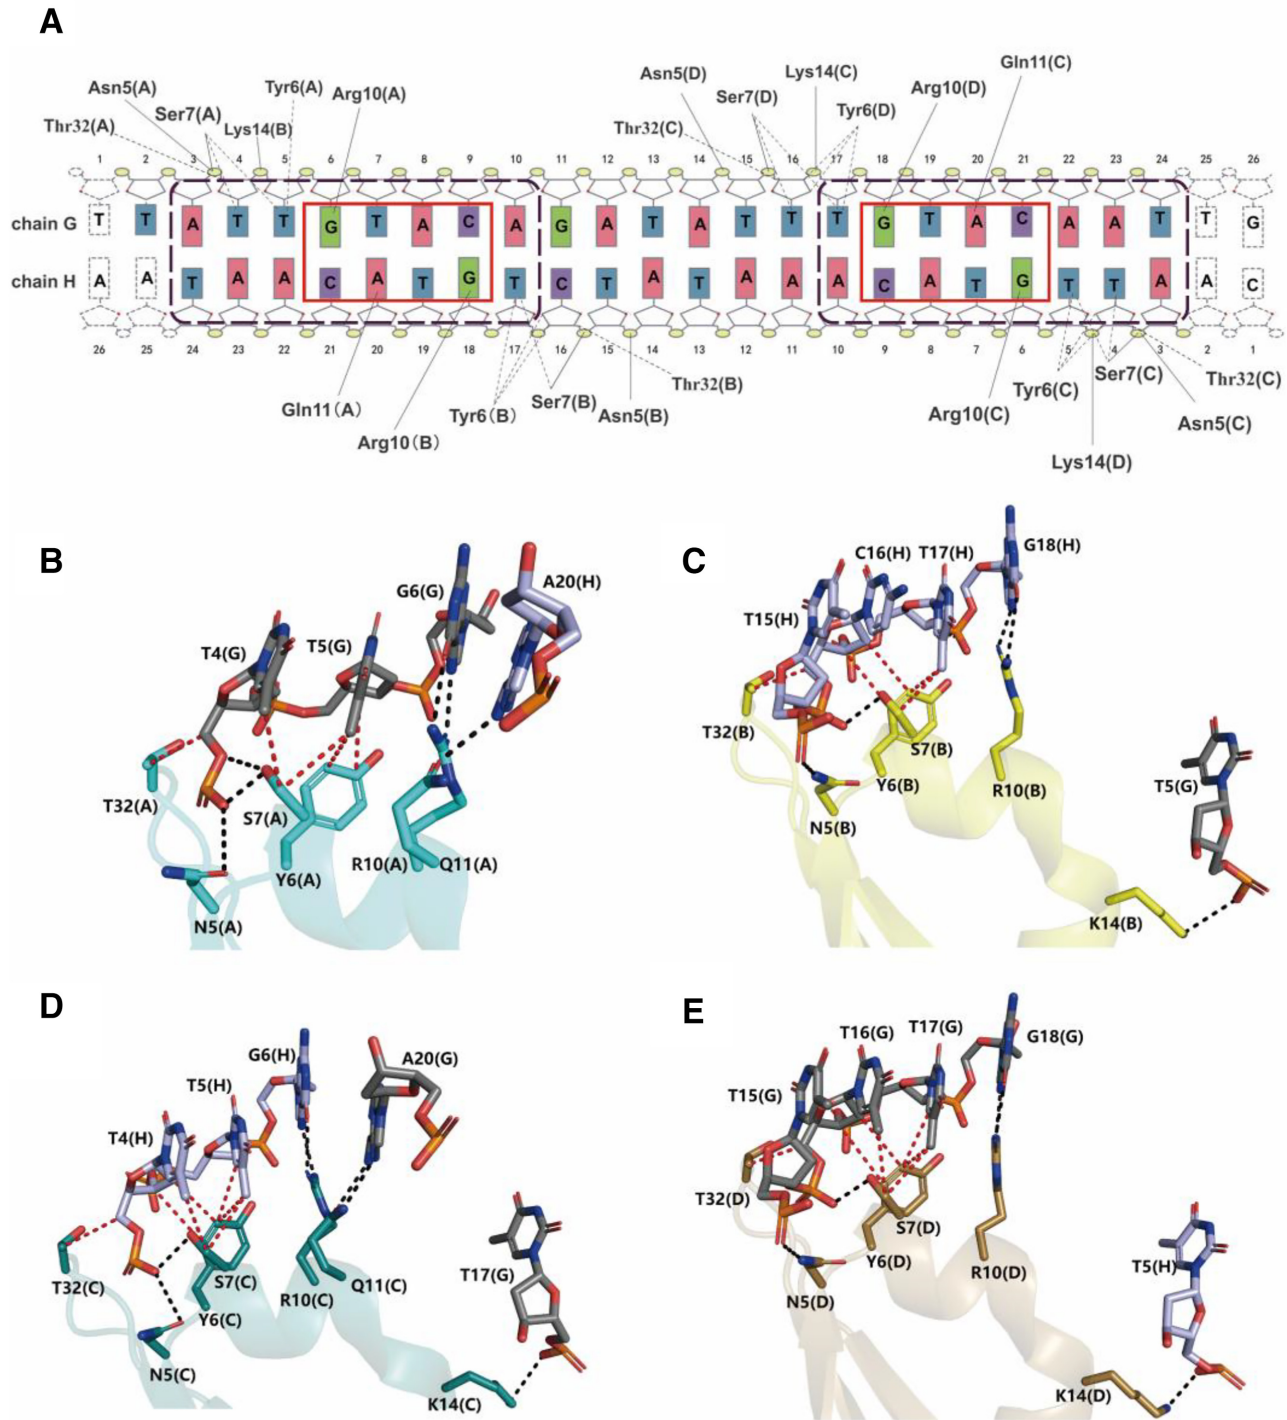 A
Asn5(A)
Ser7(A)
Thr32(A)
Lys14(B)
Tyr6(A)
Arg10(A)
Asn5(D)
Ser7(D)
Thr32(C)
Lys14(C)
Tyr6(D)
Arg10(D)
Gln11(C)
1 2 3 4 5 6 7 8 9 10 11 12 13 14 15 16 17 18 19 20 21 22 23 24 25 26
chain G T T A T T G T A C A G A T A T T T G T A C A A T T G
chain H A A T A A C A T G T C T A T A A A C A T G T T A A C
26 25 24 23 22 21 20 19 18 17 16 15 14 13 12 11 10 9 8 7 6 5 4 3 2 1
Gln11(A)
Arg10(B)
Tyr6(B)
Ser7(B)
Asn5(B)
Thr32(B)
Arg10(C)
Tyr6(C)
Ser7(C)
Thr32(C)
Asn5(C)
Lys14(D)
B
T4(G)
T5(G)
G6(G)
A20(H)
T32(A)
S7(A)
N5(A)
Y6(A)
R10(A)
Q11(A)
C
T15(H)
C16(H)
T17(H)
G18(H)
T32(B)
S7(B)
Y6(B)
N5(B)
R10(B)
T5(G)
K14(B)
D
T4(H)
T5(H)
G6(H)
A20(G)
T32(C)
S7(C)
Y6(C)
N5(C)
R10(C)
Q11(C)
T17(G)
K14(C)
E
T15(G)
T16(G)
T17(G)
G18(G)
T32(D)
S7(D)
Y6(D)
N5(D)
R10(D)
T5(H)
K14(D)